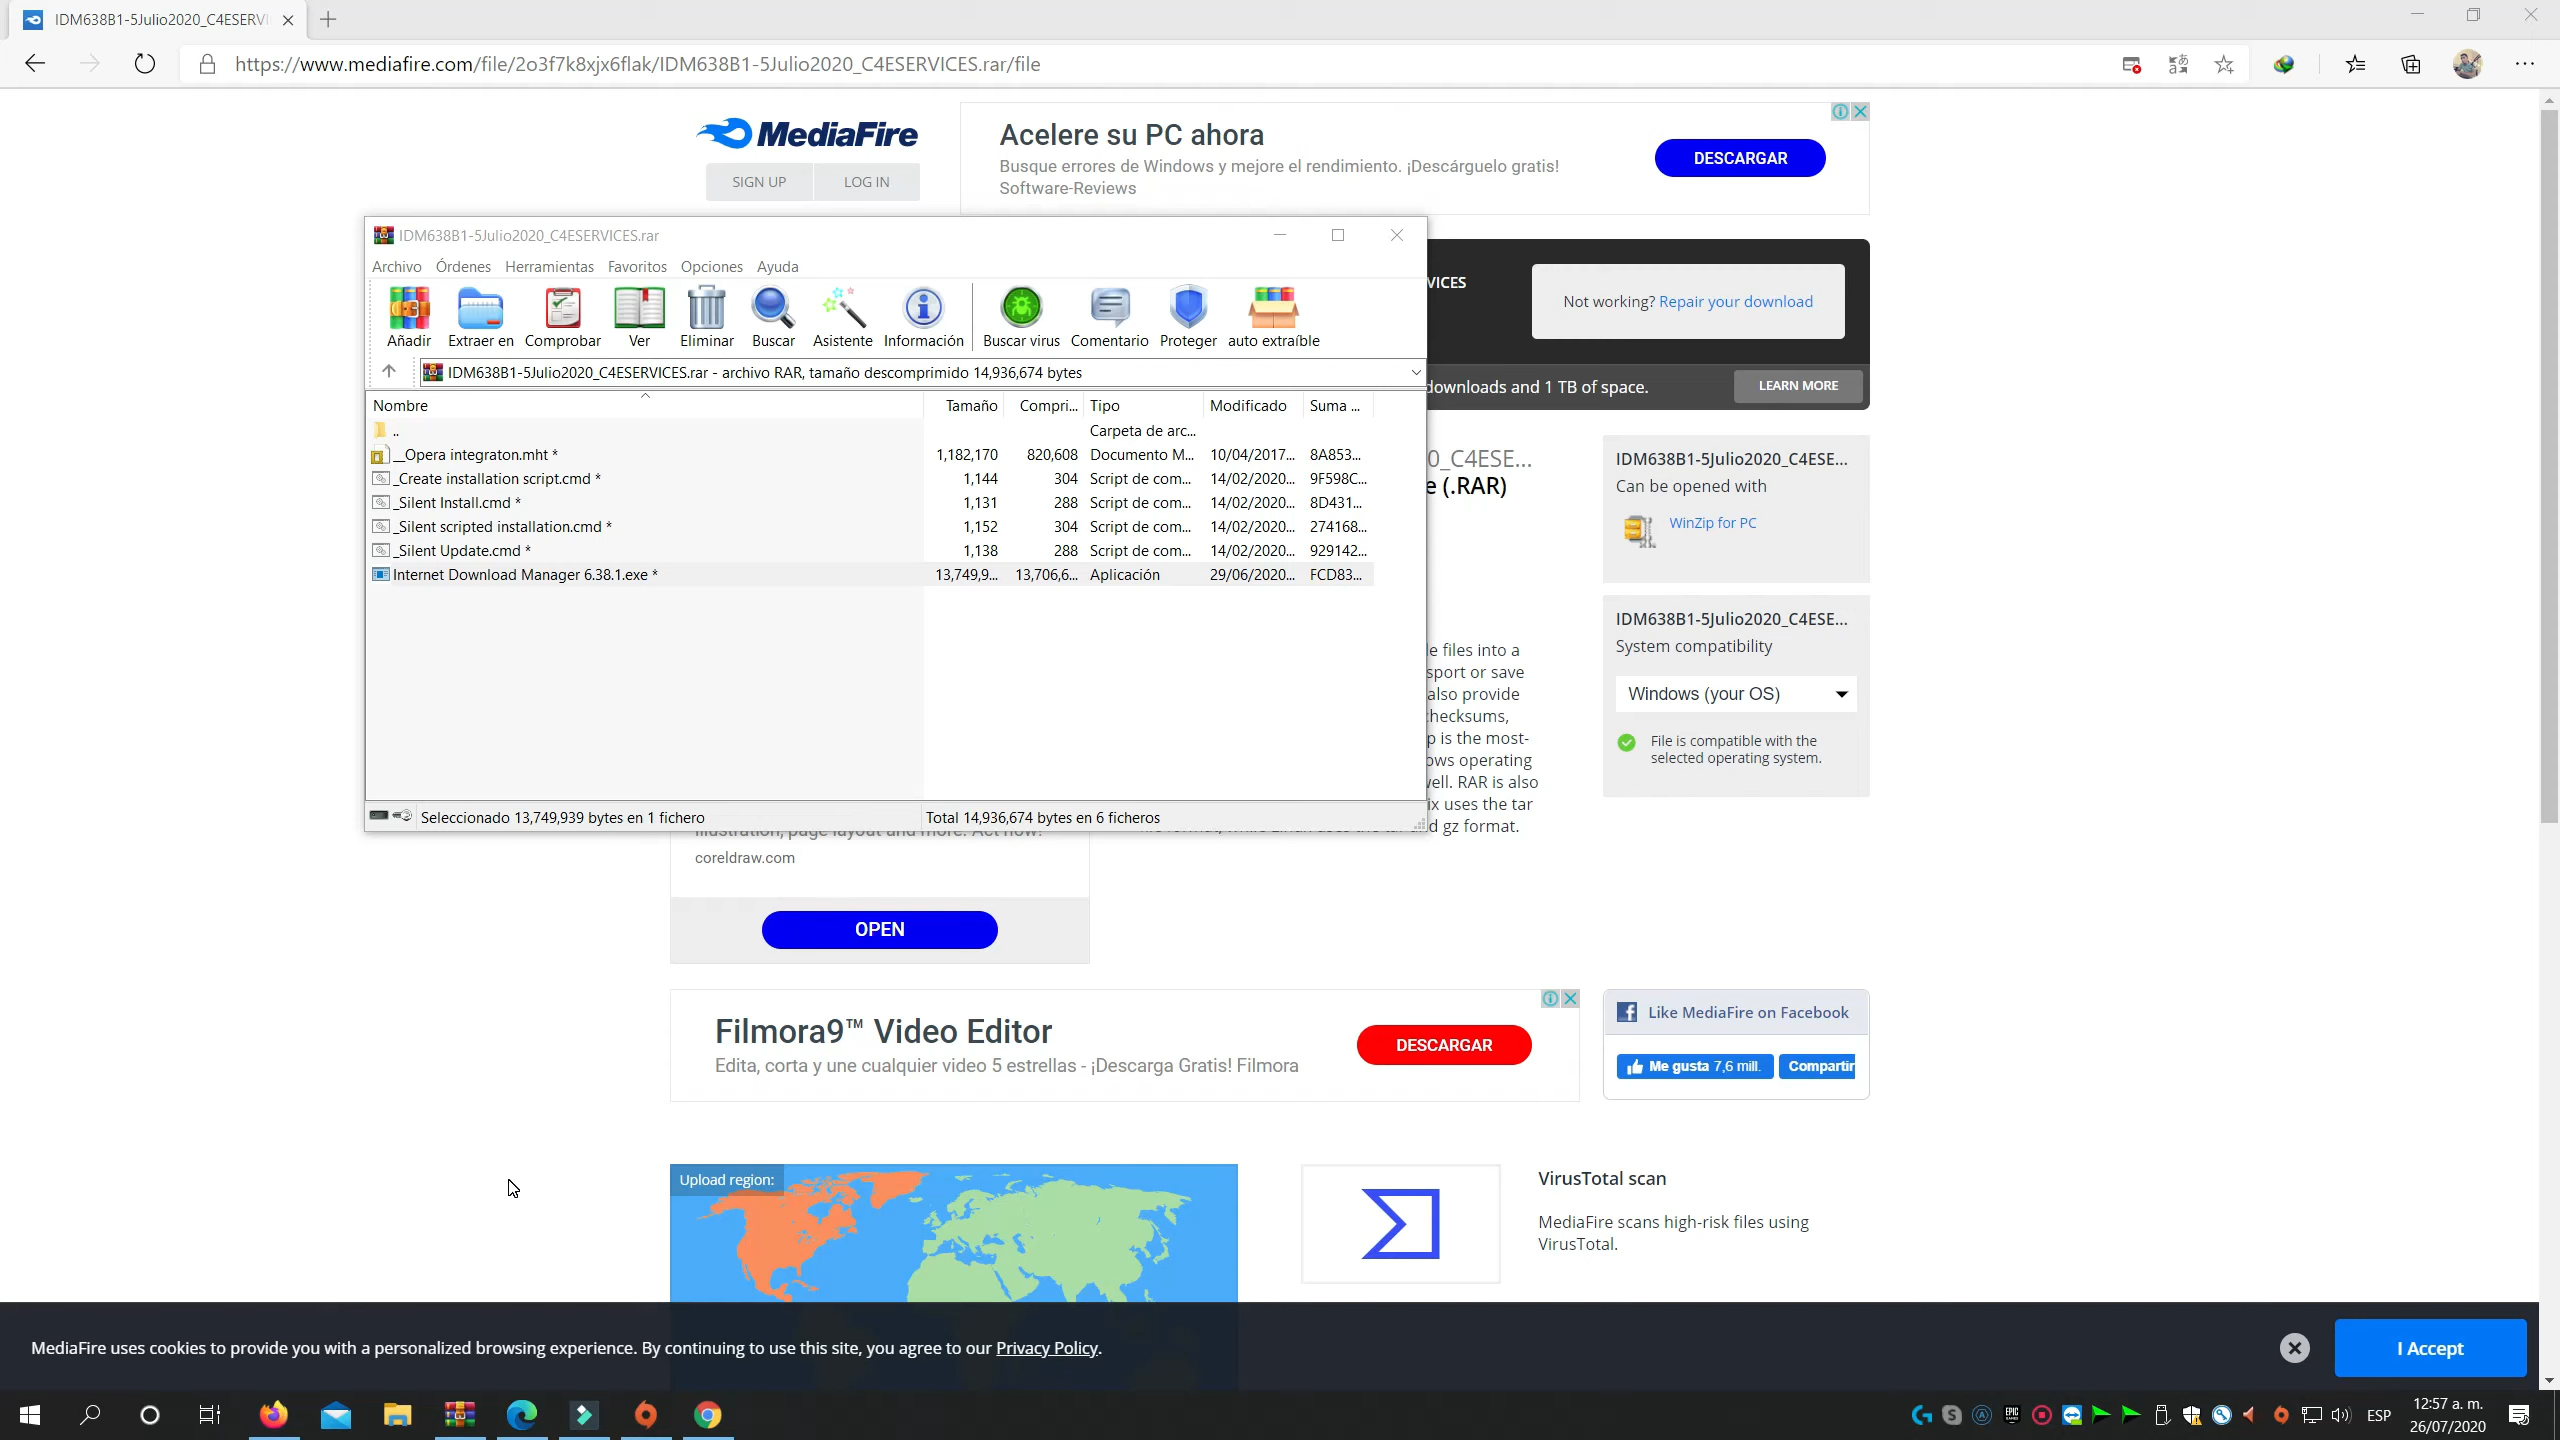 IDM638B1-5Julio2020_C4ESERVI
https://www.mediafire.com/file/2o3f7k8xjx6flak/IDM638B1-5Julio2020_C4ESERVICES.rar/file
MediaFire
SIGN UP
LOG IN
Acelere su PC ahora
Busque errores de Windows y mejore el rendimiento. ¡Descárguelo gratis!
Software-Reviews
DESCARGAR
IDM638B1-5Julio2020_C4ESERVICES.rar
Archivo Órdenes Herramientas Favoritos Opciones Ayuda
Añadir
Extraer en
Comprobar
Ver
Eliminar
Buscar
Asistente
Información
Buscar virus
Comentario
Proteger
auto extraíble
IDM638B1-5Julio2020_C4ESERVICES.rar - archivo RAR, tamaño descomprimido 14,936,674 bytes
Nombre Tamaño Compri... Tipo Modificado Suma ...
.. Carpeta de arc...
__Opera integraton.mht * 1,182,170 820,608 Documento M... 10/04/2017... 8A853...
_Create installation script.cmd * 1,144 304 Script de com... 14/02/2020... 9F598C...
_Silent Install.cmd * 1,131 288 Script de com... 14/02/2020... 8D431...
_Silent scripted installation.cmd * 1,152 304 Script de com... 14/02/2020... 274168...
_Silent Update.cmd * 1,138 288 Script de com... 14/02/2020... 929142...
Internet Download Manager 6.38.1.exe * 13,749,9... 13,706,6... Aplicación 29/06/2020... FCD83...
Seleccionado 13,749,939 bytes en 1 fichero
Total 14,936,674 bytes en 6 ficheros
VICES
Not working? Repair your download
downloads and 1 TB of space.
LEARN MORE
0_C4ESE...
e (.RAR)
le files into a
sport or save
also provide
checksums,
p is the most-
ows operating
well. RAR is also
ix uses the tar
d gz format.
IDM638B1-5Julio2020_C4ESE...
Can be opened with
WinZip for PC
IDM638B1-5Julio2020_C4ESE...
System compatibility
Windows (your OS)
File is compatible with the
selected operating system.
illustration, page layout and more. Act now!
coreldraw.com
OPEN
Filmora9™ Video Editor
Edita, corta y une cualquier video 5 estrellas - ¡Descarga Gratis! Filmora
DESCARGAR
Like MediaFire on Facebook
Me gusta 7,6 mill.
Compartir
Upload region:
VirusTotal scan
MediaFire scans high-risk files using
VirusTotal.
MediaFire uses cookies to provide you with a personalized browsing experience. By continuing to use this site, you agree to our Privacy Policy.
I Accept
ESP
12:57 a. m.
26/07/2020